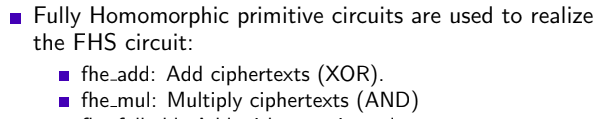 Fully Homomorphic primitive circuits are used to realize
the FHS circuit:
fhe_add: Add ciphertexts (XOR).
fhe_mul: Multiply ciphertexts (AND)